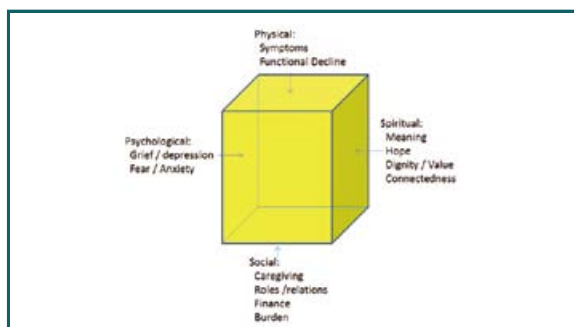 Physical:
Symptoms
Functional Decline
Psychological:
Grief / depression
Fear / Anxiety
Spiritual:
Meaning
Hope
Dignity / Value
Connectedness
Social:
Caregiving
Roles /relations
Finance
Burden